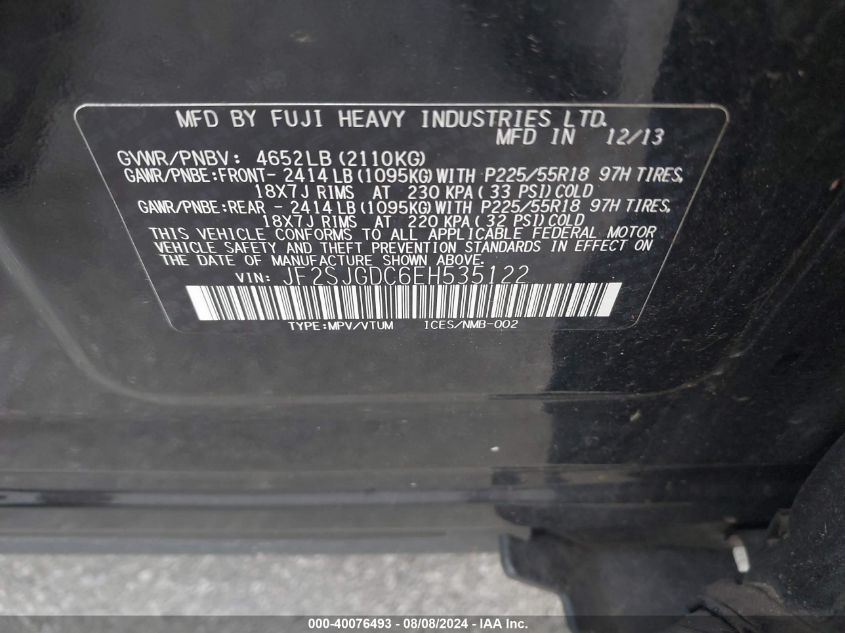 MFD BY FUJI HEAVY INDUSTRIES LTD.
MFD IN 12/13
GVWR/PNBV: 4652LB (2110KG)
GAWR/PNBE:FRONT- 2414 LB (1095KG) WITH P225/55R18 97H TIRES,
18X7J RIMS AT 230 KPA ( 33 PSI) COLD
GAWR/PNBE:REAR - 2414 LB (1095KG) WITH P225/55R18 97H TIRES,
18X7J RIMS AT 220 KPA ( 32 PSI) COLD
THIS VEHICLE CONFORMS TO ALL APPLICABLE FEDERAL MOTOR
VEHICLE SAFETY AND THEFT PREVENTION STANDARDS IN EFFECT ON
THE DATE OF MANUFACTURE SHOWN ABOVE.
VIN: JF2SJGDC6EH535122
TYPE:MPV/VTUM ICES/NMB-002
000-40076493 - 08/08/2024 - IAA Inc.